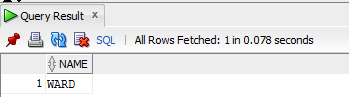 Query Result x
SQL | All Rows Fetched: 1 in 0.078 seconds
NAME
1 WARD